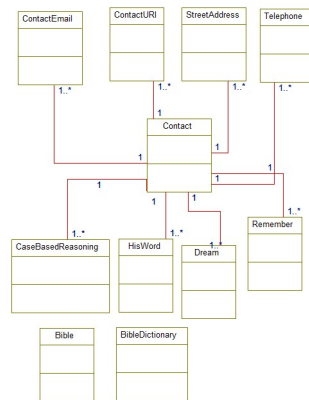 ContactEmail
ContactURI
StreetAddress
Telephone
1..*
1..*
1..*
1..*
1
Contact
1
1
1
1
1
1
1
1..*
1..*
1..*
1..*
CaseBasedReasoning
HisWord
Dream
Remember
Bible
BibleDictionary